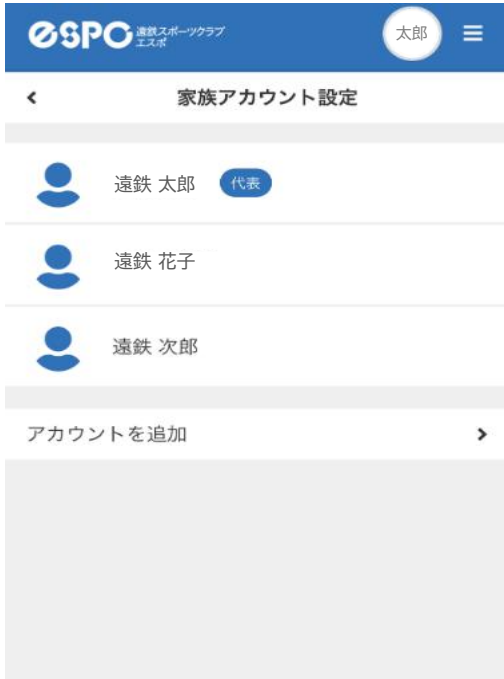 eSPO 遠鉄スポーツクラブ
エスポ
太郎
家族アカウント設定
遠鉄 太郎 代表
遠鉄 花子
遠鉄 次郎
アカウントを追加